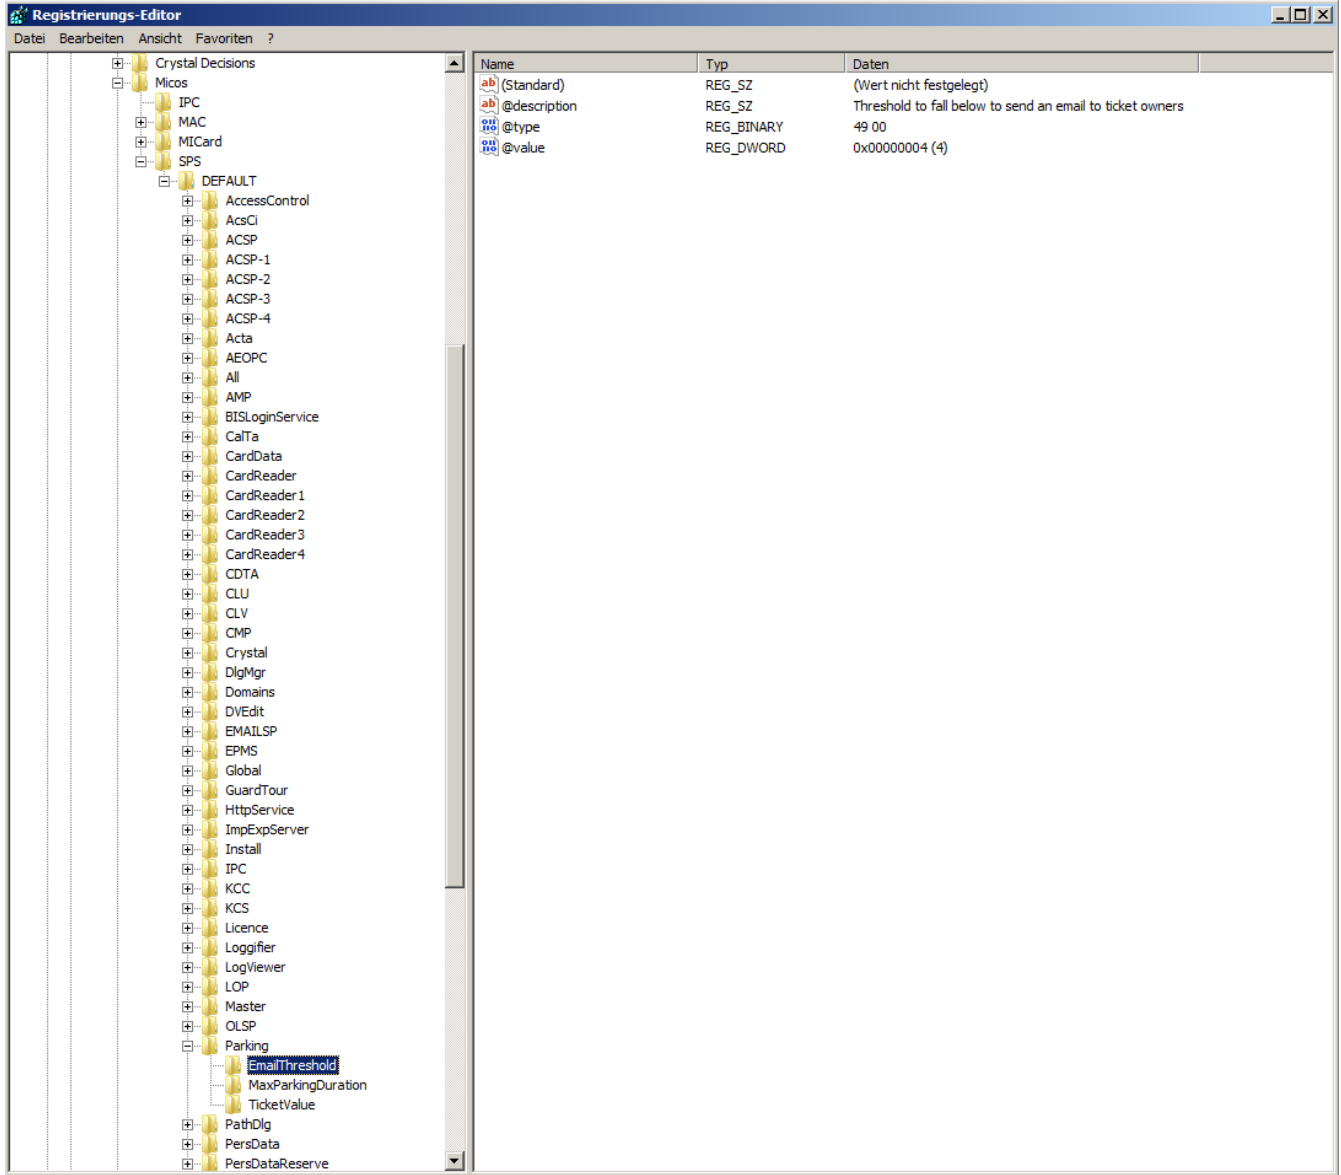 Registrierungs-Editor
Datei Bearbeiten Ansicht Favoriten ?
Crystal Decisions
Micos
IPC
MAC
MICard
SPS
DEFAULT
AccessControl
AcsCi
ACSP
ACSP-1
ACSP-2
ACSP-3
ACSP-4
Acta
AEOPC
All
AMP
BISLoginService
CalTa
CardData
CardReader
CardReader1
CardReader2
CardReader3
CardReader4
CDTA
CLU
CLV
CMP
Crystal
DlgMgr
Domains
DVEdit
EMAILSP
EPMS
Global
GuardTour
HttpService
ImpExpServer
Install
IPC
KCC
KCS
Licence
Loggifier
LogViewer
LOP
Master
OLSP
Parking
EmailThreshold
MaxParkingDuration
TicketValue
PathDlg
PersData
PersDataReserve
Name Typ Daten
(Standard) REG_SZ (Wert nicht festgelegt)
@description REG_SZ Threshold to fall below to send an email to ticket owners
@type REG_BINARY 49 00
@value REG_DWORD 0x00000004 (4)